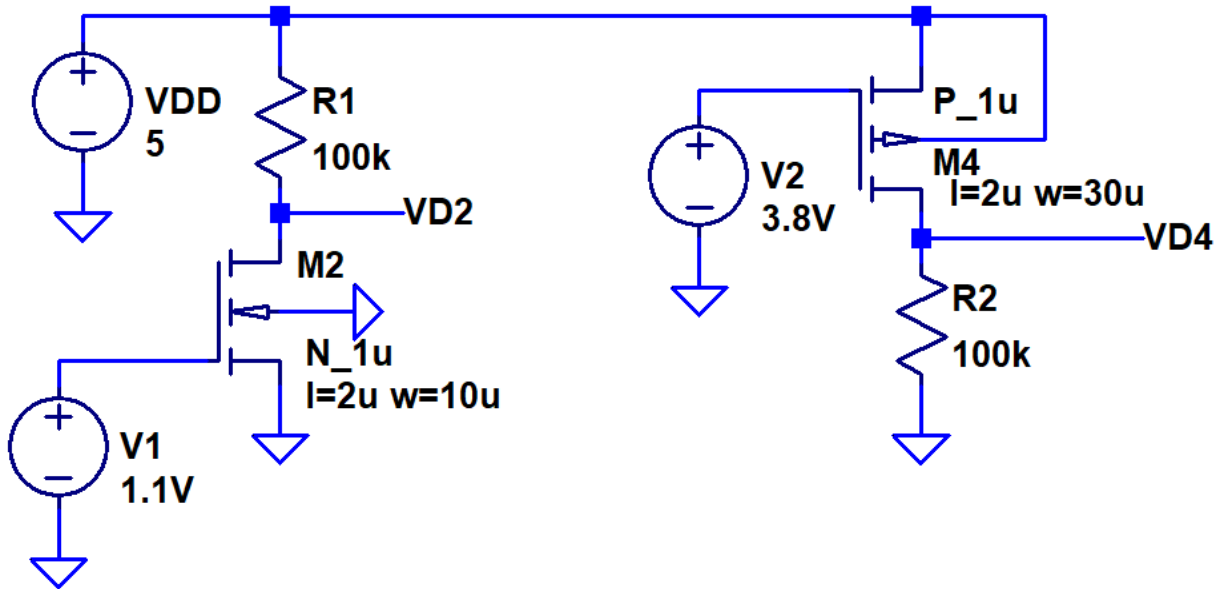 VDD
5
R1
100k
VD2
M2
N_1u
l=2u w=10u
V1
1.1V
P_1u
M4
l=2u w=30u
V2
3.8V
VD4
R2
100k